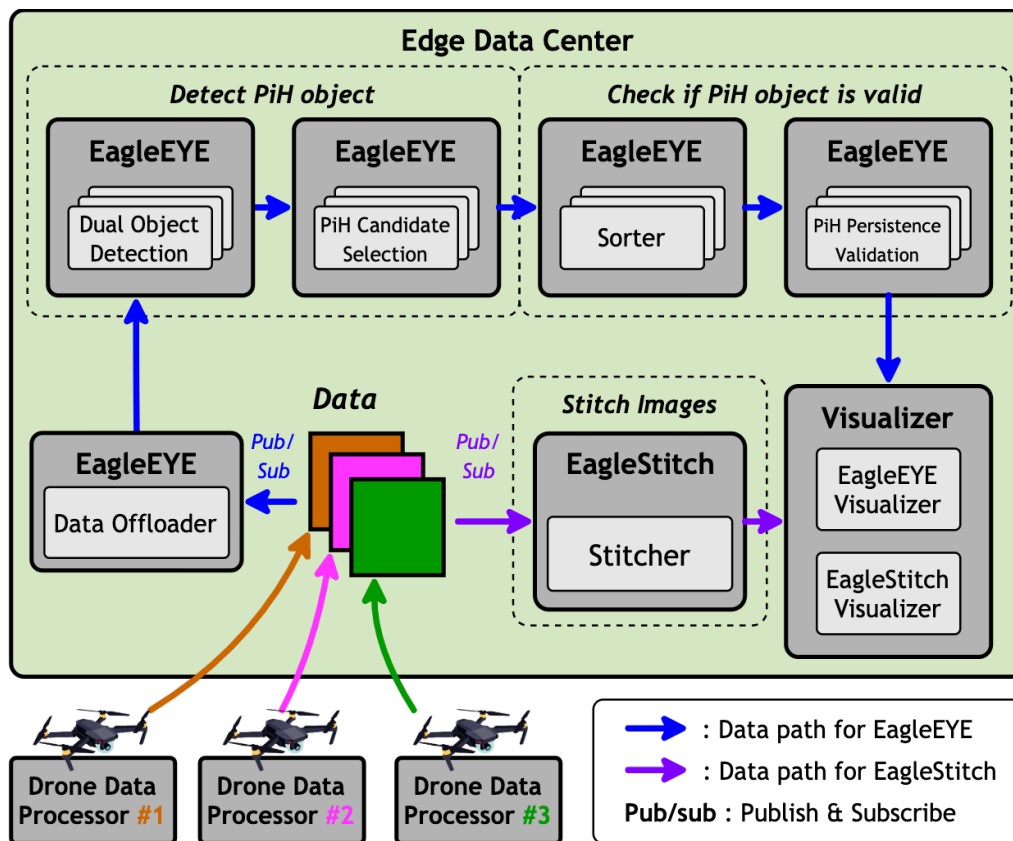 Edge Data Center
Detect PiH object
Check if PiH object is valid
EagleEYE
Dual Object
Detection
EagleEYE
PiH Candidate
Selection
EagleEYE
Sorter
EagleEYE
PiH Persistence
Validation
EagleEYE
Data Offloader
Pub/
Sub
Data
Pub/
Sub
Stitch Images
EagleStitch
Stitcher
Visualizer
EagleEYE
Visualizer
EagleStitch
Visualizer
Drone Data
Processor #1
Drone Data
Processor #2
Drone Data
Processor #3
: Data path for EagleEYE
: Data path for EagleStitch
Pub/sub : Publish & Subscribe